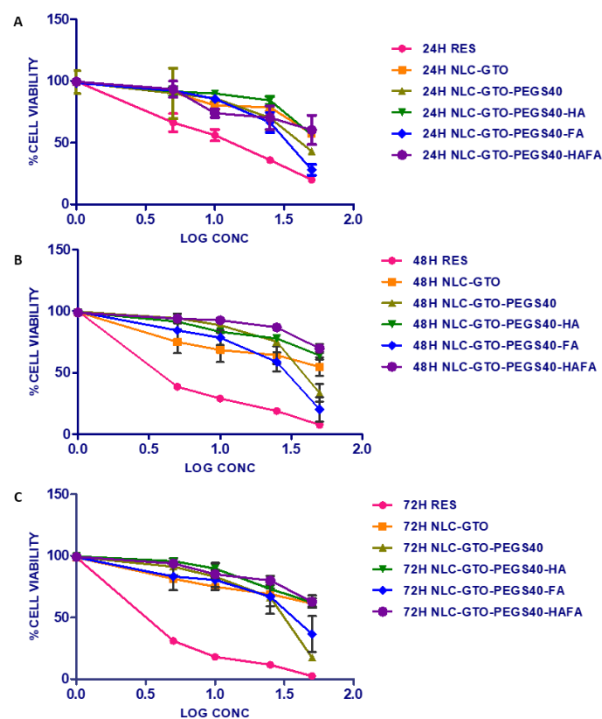 A
%CELL VIABILITY
150
100
50
0
0.0
0.5
1.0
1.5
2.0
LOG CONC
24H RES
24H NLC-GTO
24H NLC-GTO-PEGS40
24H NLC-GTO-PEGS40-HA
24H NLC-GTO-PEGS40-FA
24H NLC-GTO-PEGS40-HAFA
B
%CELL VIABILITY
150
100
50
0
0.0
0.5
1.0
1.5
2.0
LOG CONC
48H RES
48H NLC-GTO
48H NLC-GTO-PEGS40
48H NLC-GTO-PEGS40-HA
48H NLC-GTO-PEGS40-FA
48H NLC-GTO-PEGS40-HAFA
C
%CELL VIABILITY
150
100
50
0
0.0
0.5
1.0
1.5
2.0
LOG CONC
72H RES
72H NLC-GTO
72H NLC-GTO-PEGS40
72H NLC-GTO-PEGS40-HA
72H NLC-GTO-PEGS40-FA
72H NLC-GTO-PEGS40-HAFA